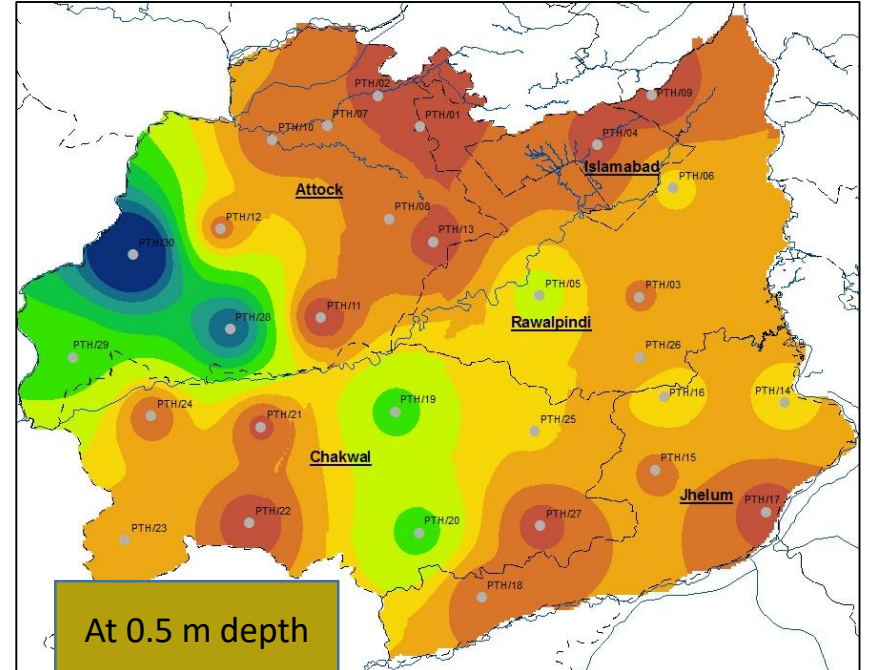 PTH/02
PTH/09
PTH/07
PTH/01
PTH/10
PTH/04
Islamabad
Attock
PTH/06
PTH/08
PTH/12
PTH/13
PTH/30
PTH/05
PTH/03
PTH/11
Rawalpindi
PTH/28
PTH/29
PTH/26
PTH/16
PTH/14
PTH/19
PTH/24
PTH/21
PTH/25
Chakwal
PTH/15
Jhelum
PTH/17
PTH/22
PTH/20
PTH/27
PTH/23
PTH/18
At 0.5 m depth